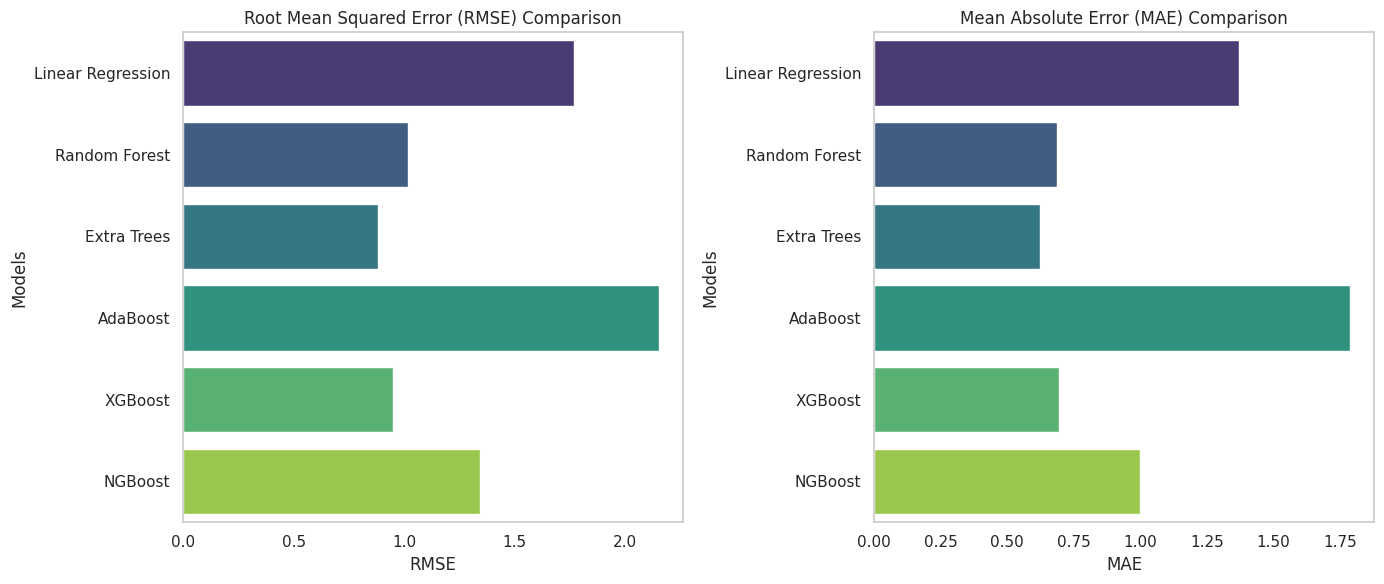 Root Mean Squared Error (RMSE) Comparison
Models
Linear Regression
Random Forest
Extra Trees
AdaBoost
XGBoost
NGBoost
0.0 0.5 1.0 1.5 2.0
RMSE
Mean Absolute Error (MAE) Comparison
Models
Linear Regression
Random Forest
Extra Trees
AdaBoost
XGBoost
NGBoost
0.00 0.25 0.50 0.75 1.00 1.25 1.50 1.75
MAE